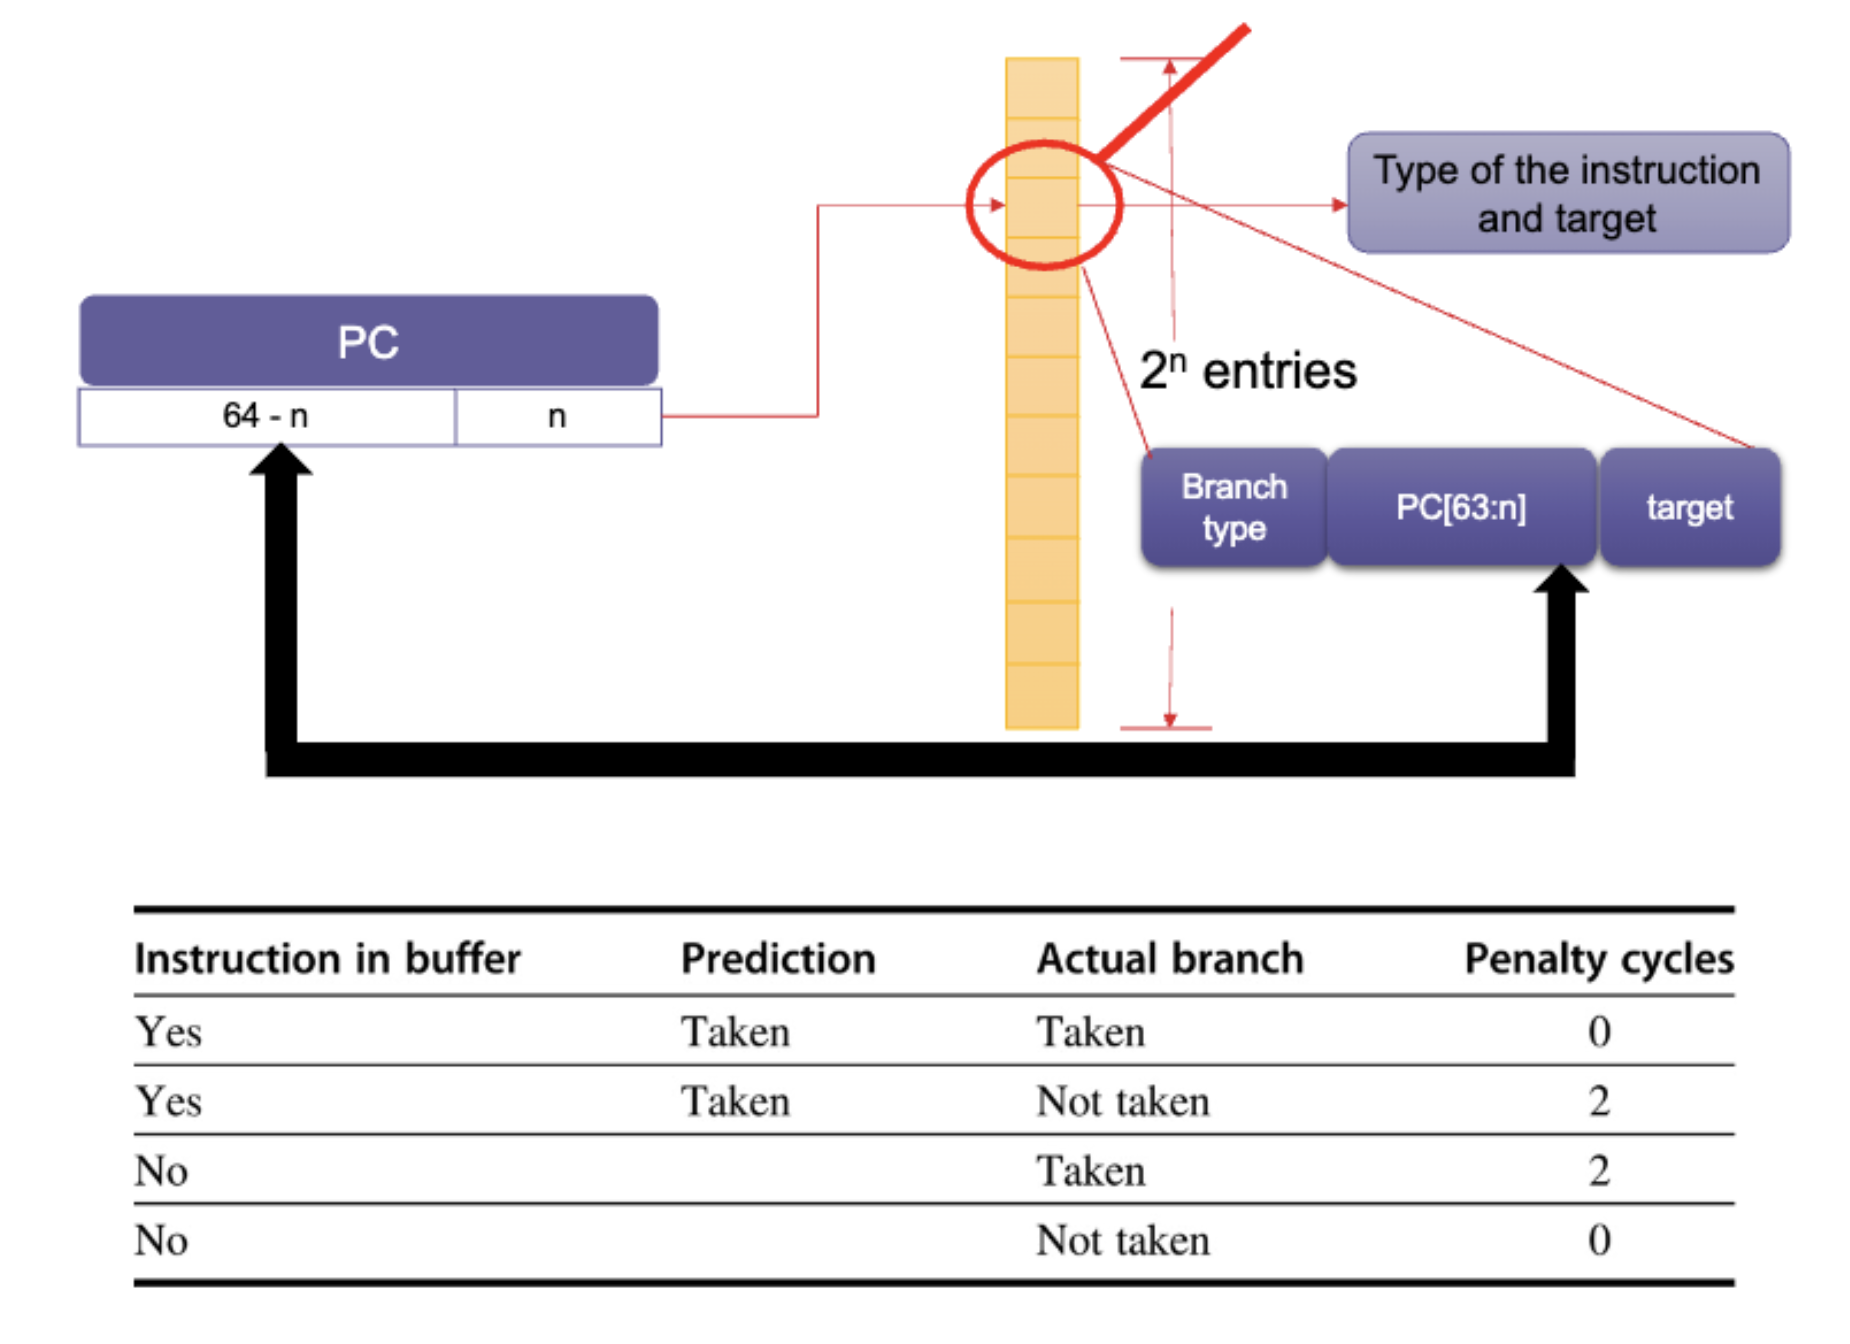 Type of the instruction
and target
PC
64 - n
n
2ⁿ entries
Branch
type
PC[63:n]
target
Instruction in buffer Prediction Actual branch Penalty cycles
Yes Taken Taken 0
Yes Taken Not taken 2
No Taken 2
No Not taken 0